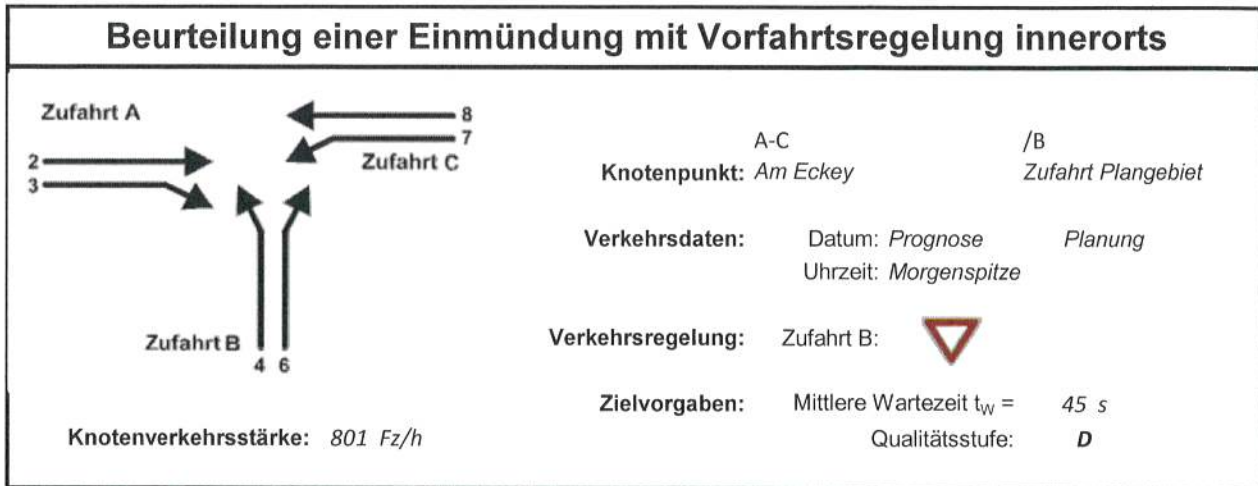 Beurteilung einer Einmündung mit Vorfahrtsregelung innerorts
Zufahrt A
8
7
Zufahrt C
2
3
Zufahrt B
4 6
Knotenverkehrsstärke: 801 Fz/h
A-C /B
Knotenpunkt: Am Eckey Zufahrt Plangebiet
Verkehrsdaten: Datum: Prognose Planung
Uhrzeit: Morgenspitze
Verkehrsregelung: Zufahrt B:
Zielvorgaben: Mittlere Wartezeit tW = 45 s
Qualitätsstufe: D